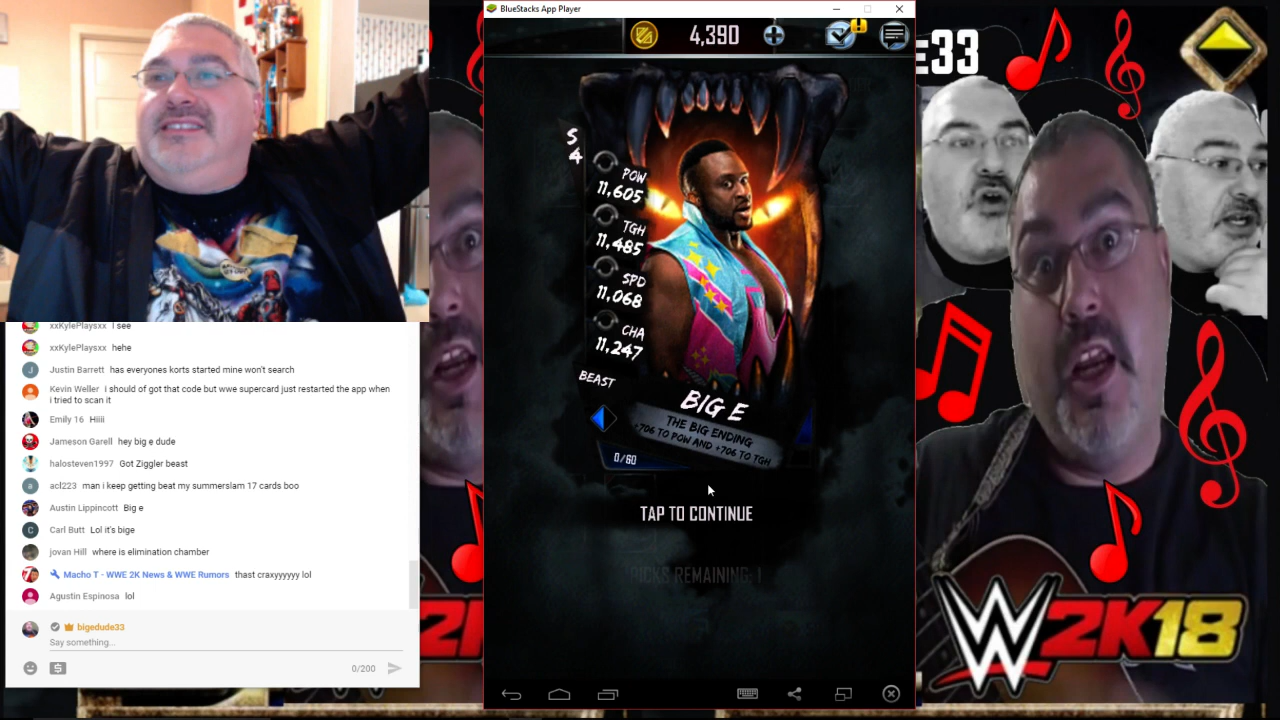 BlueStacks App Player
4,390
E33
S
4
POW
11,605
TGH
11,485
SPD
11,068
CHA
11,247
BEAST
BIG E
THE BIG ENDING
+706 TO POW AND +706 TO TGH
0/60
TAP TO CONTINUE
PICKS REMAINING: 1
xxKylePlaysxx I see
xxKylePlaysxx hehe
J
Justin Barrett has everyones korts started mine won't search
Kevin Weller i should of got that code but wwe supercard just restarted the app when
i tried to scan it
Emily 16 Hiiii
Jameson Garell hey big e dude
halosteven1997 Got Ziggler beast
a
acl223 man i keep getting beat my summerslam 17 cards boo
Austin Lippincott Big e
C
Carl Butt Lol it's bige
jovan Hill where is elimination chamber
Macho T - WWE 2K News & WWE Rumors thast craxyyyyyy lol
Agustin Espinosa lol
bigedude33
Say something...
0/200
W 2K18